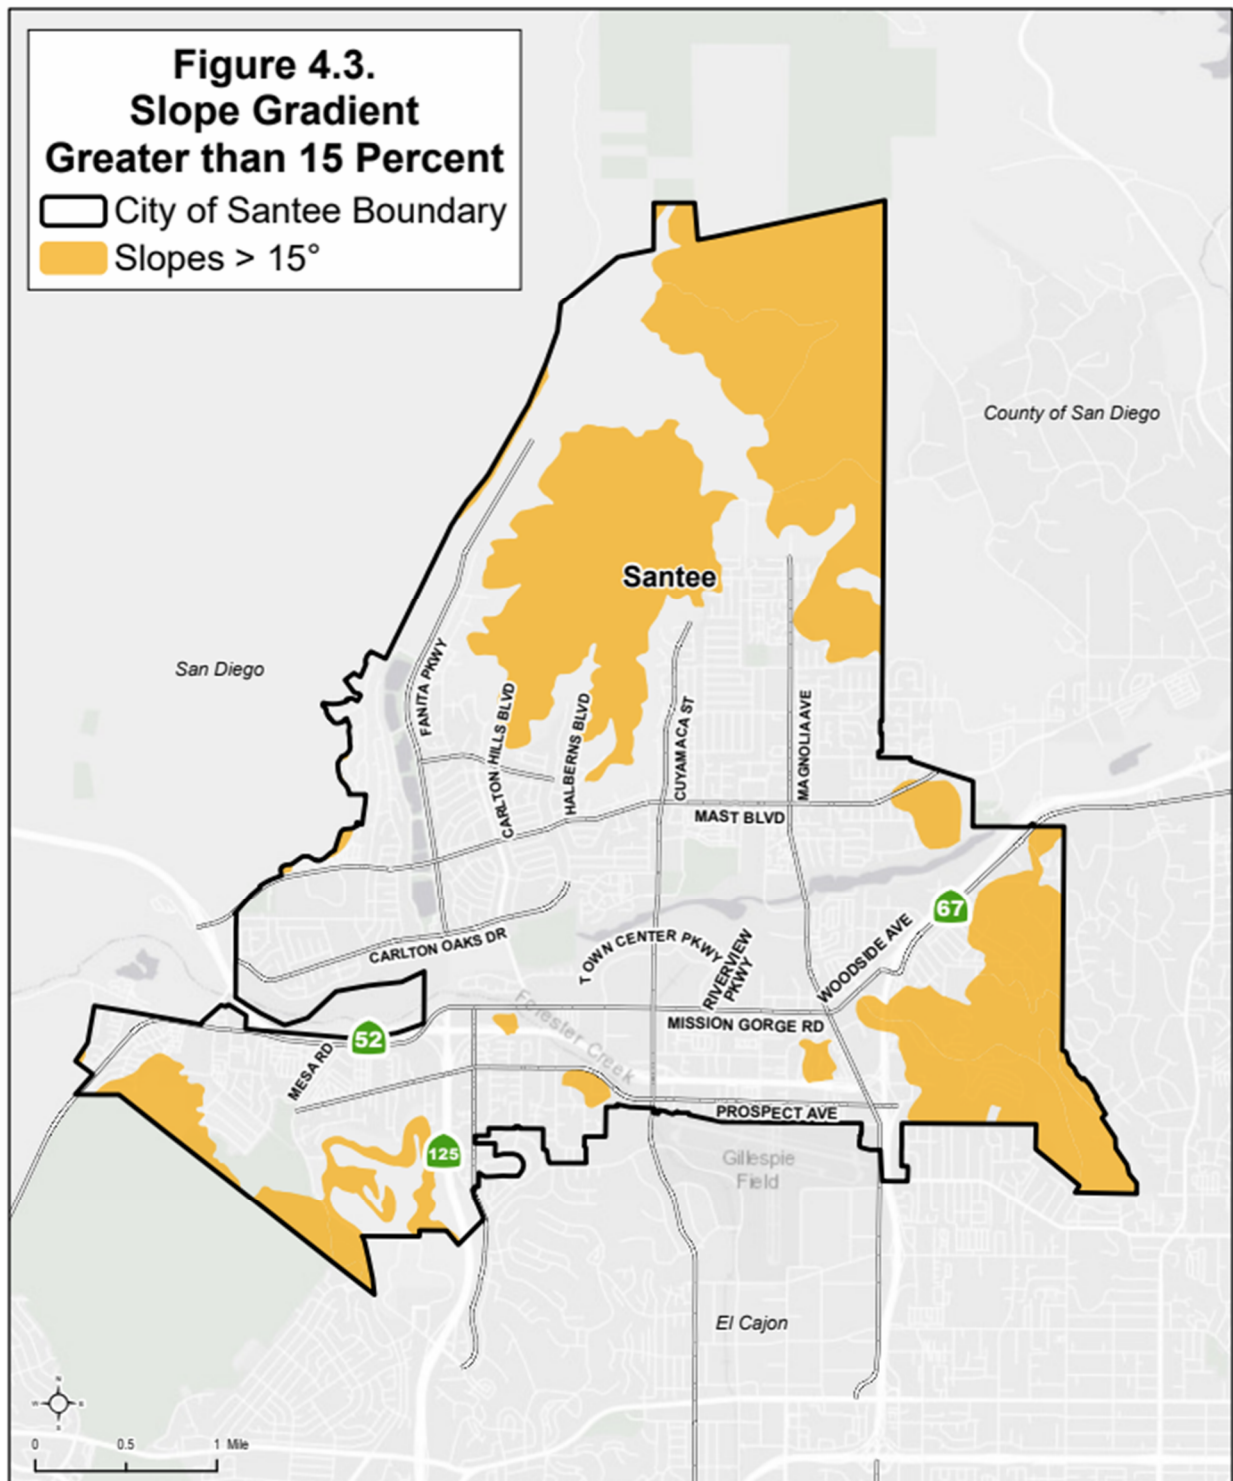 Figure 4.3.
Slope Gradient
Greater than 15 Percent
City of Santee Boundary
Slopes > 15°
County of San Diego
Santee
San Diego
FANITA PKWY
CARLTON HILLS BLVD
HALBERNS BLVD
CUYAMACA ST
MAGNOLIA AVE
MAST BLVD
67
CARLTON OAKS DR
TOWN CENTER PKWY
RIVERVIEW
PKWY
WOODSIDE AVE
Forester Creek
MISSION GORGE RD
52
MESA RD
PROSPECT AVE
125
Gillespie
Field
El Cajon
N
W
E
S
0 0.5 1 Mile